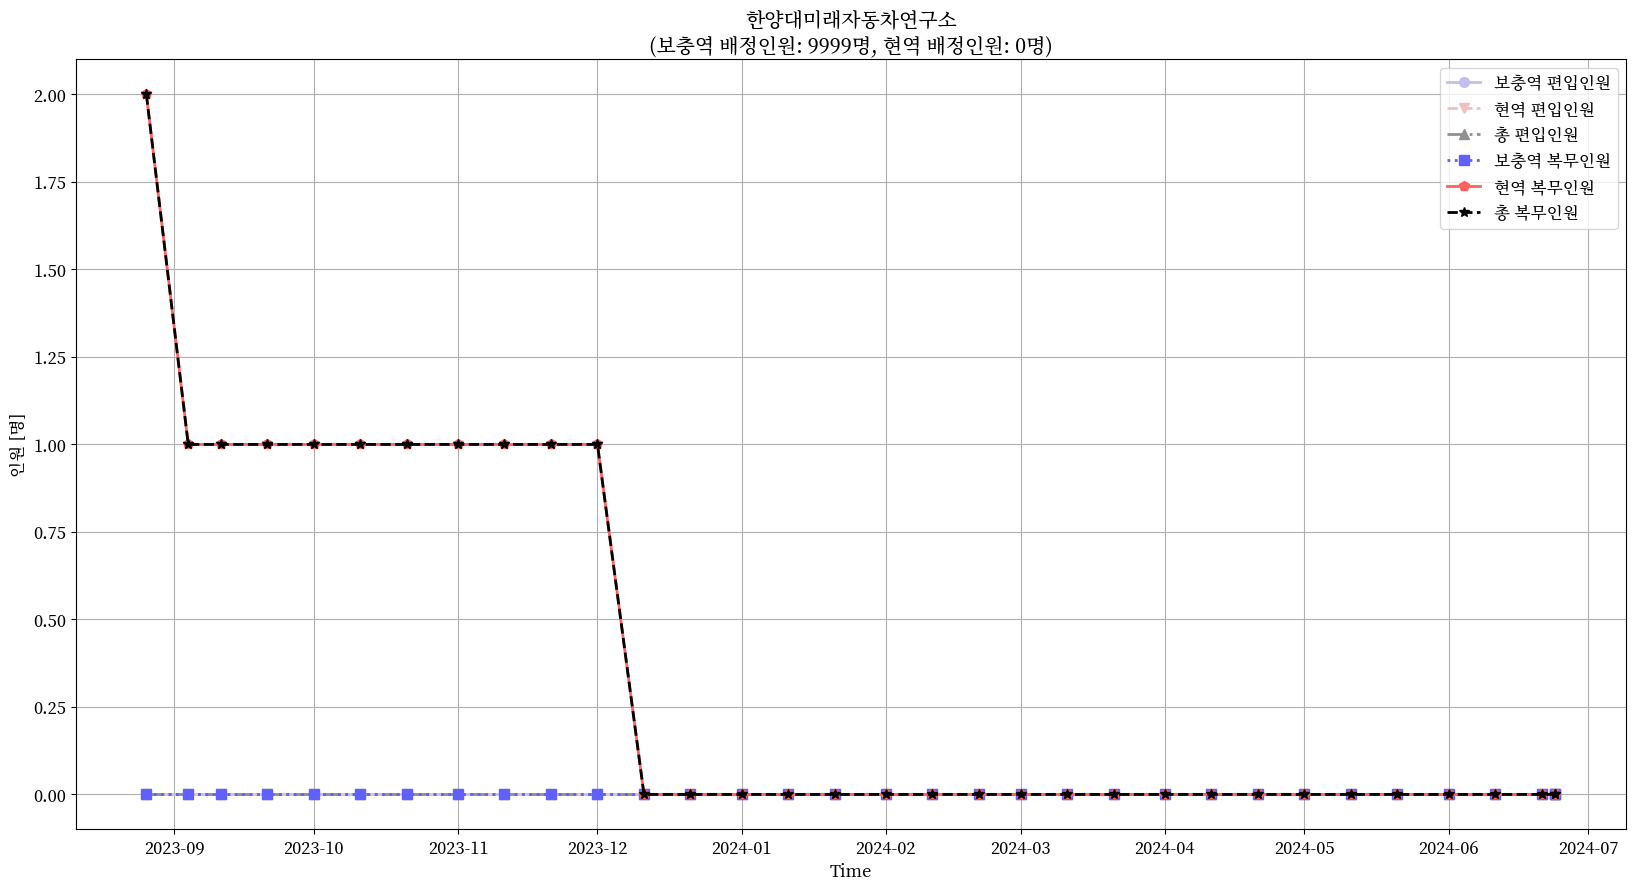 한양대미래자동차연구소
(보충역 배정인원: 9999명, 현역 배정인원: 0명)
보충역 편입인원
현역 편입인원
총 편입인원
보충역 복무인원
현역 복무인원
총 복무인원
인원 [명]
2.00
1.75
1.50
1.25
1.00
0.75
0.50
0.25
0.00
2023-09 2023-10 2023-11 2023-12 2024-01 2024-02 2024-03 2024-04 2024-05 2024-06 2024-07
Time